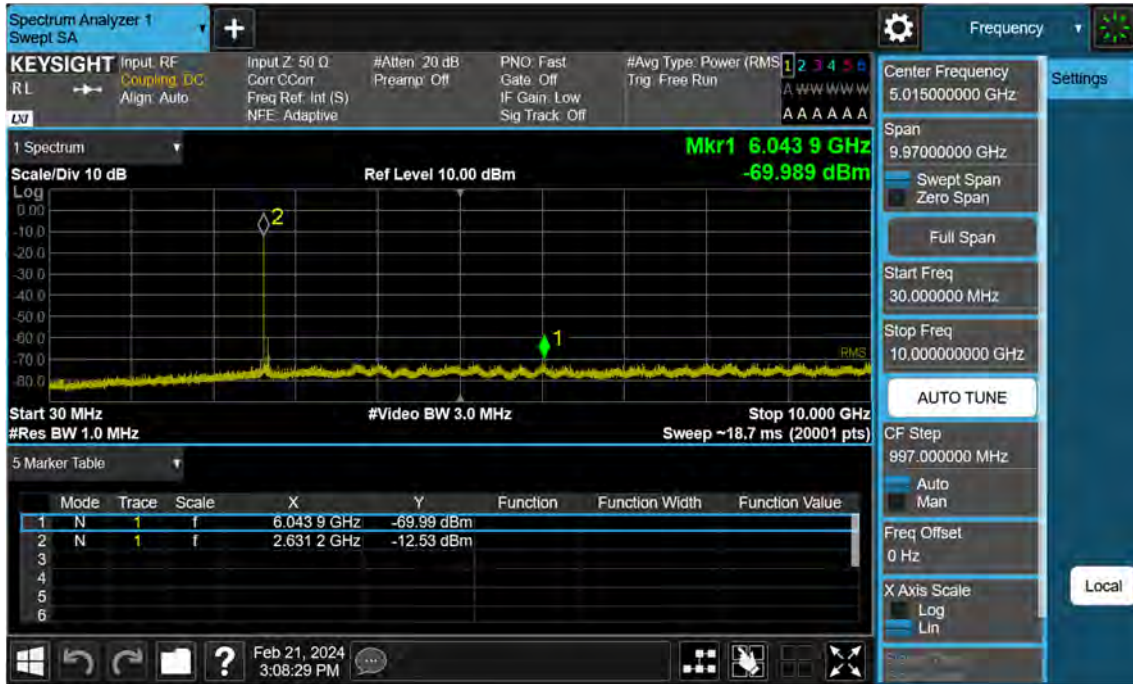 Spectrum Analyzer 1
Swept SA
+
Frequency
KEYSIGHT
RL
LXI
Input: RF
Coupling: DC
Align: Auto
Input Z: 50 Ω
Corr CCorr
Freq Ref: Int (S)
NFE: Adaptive
#Atten: 20 dB
Preamp: Off
PNO: Fast
Gate: Off
IF Gain: Low
Sig Track: Off
#Avg Type: Power (RMS
Trig: Free Run
1 2 3 4 5 6
A W W W W W
A A A A A A
1 Spectrum
Scale/Div 10 dB
Ref Level 10.00 dBm
Mkr1 6.043 9 GHz
-69.989 dBm
Log
0.00
-10.0
-20.0
-30.0
-40.0
-50.0
-60.0
-70.0
-80.0
2
1
RMS
Start 30 MHz
#Video BW 3.0 MHz
Stop 10.000 GHz
#Res BW 1.0 MHz
Sweep ~18.7 ms (20001 pts)
5 Marker Table
Mode Trace Scale X Y Function Function Width Function Value
1 N 1 f 6.043 9 GHz -69.99 dBm
2 N 1 f 2.631 2 GHz -12.53 dBm
3
4
5
6
Feb 21, 2024
3:08:29 PM
?
Center Frequency
5.015000000 GHz
Span
9.97000000 GHz
Swept Span
Zero Span
Full Span
Start Freq
30.000000 MHz
Stop Freq
10.000000000 GHz
AUTO TUNE
CF Step
997.000000 MHz
Auto
Man
Freq Offset
0 Hz
X Axis Scale
Log
Lin
Settings
Local